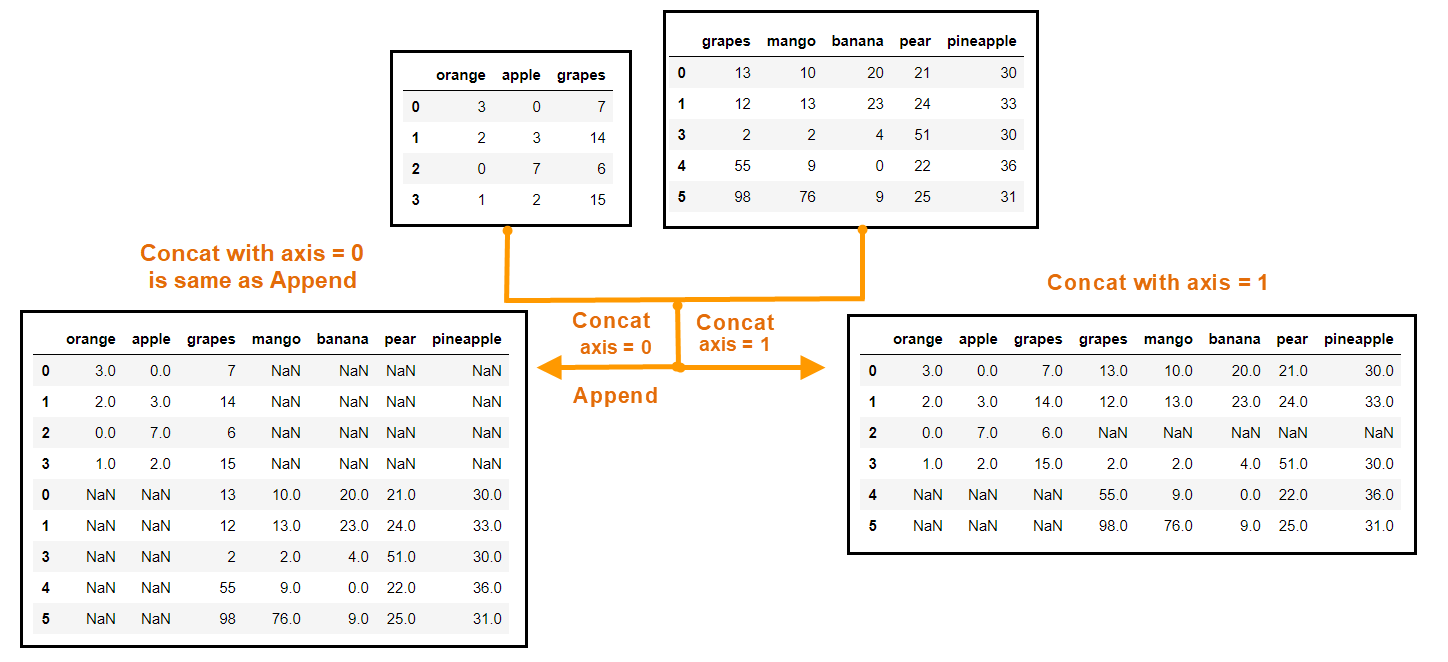 orange apple grapes
0 3 0 7
1 2 3 14
2 0 7 6
3 1 2 15
grapes mango banana pear pineapple
0 13 10 20 21 30
1 12 13 23 24 33
3 2 2 4 51 30
4 55 9 0 22 36
5 98 76 9 25 31
Concat with axis = 0
is same as Append
Concat
axis = 0
Append
Concat
axis = 1
Concat with axis = 1
orange apple grapes mango banana pear pineapple
0 3.0 0.0 7 NaN NaN NaN NaN
1 2.0 3.0 14 NaN NaN NaN NaN
2 0.0 7.0 6 NaN NaN NaN NaN
3 1.0 2.0 15 NaN NaN NaN NaN
0 NaN NaN 13 10.0 20.0 21.0 30.0
1 NaN NaN 12 13.0 23.0 24.0 33.0
3 NaN NaN 2 2.0 4.0 51.0 30.0
4 NaN NaN 55 9.0 0.0 22.0 36.0
5 NaN NaN 98 76.0 9.0 25.0 31.0
orange apple grapes grapes mango banana pear pineapple
0 3.0 0.0 7.0 13.0 10.0 20.0 21.0 30.0
1 2.0 3.0 14.0 12.0 13.0 23.0 24.0 33.0
2 0.0 7.0 6.0 NaN NaN NaN NaN NaN
3 1.0 2.0 15.0 2.0 2.0 4.0 51.0 30.0
4 NaN NaN NaN 55.0 9.0 0.0 22.0 36.0
5 NaN NaN NaN 98.0 76.0 9.0 25.0 31.0